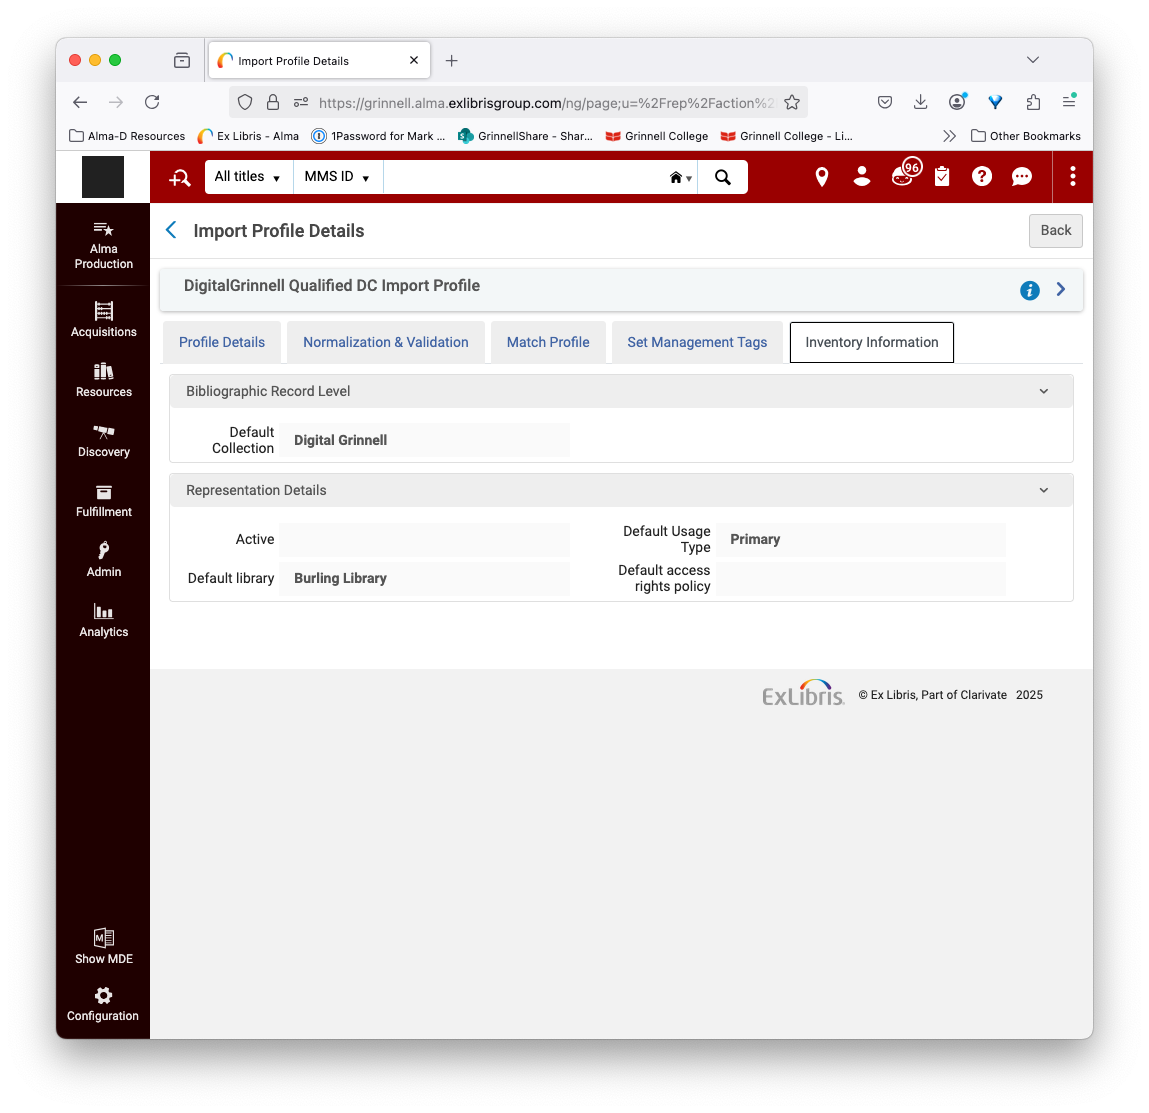 Import Profile Details
https://grinnell.alma.exlibrisgroup.com/ng/page;u=%2Frep%2Faction%2
Alma-D Resources
Ex Libris - Alma
1Password for Mark ...
GrinnellShare - Shar...
Grinnell College
Grinnell College - Li...
Other Bookmarks
All titles
MMS ID
96
Alma
Production
Acquisitions
Resources
Discovery
Fulfillment
Admin
Analytics
Show MDE
Configuration
Import Profile Details
Back
DigitalGrinnell Qualified DC Import Profile
Profile Details
Normalization & Validation
Match Profile
Set Management Tags
Inventory Information
Bibliographic Record Level
Default
Collection
Digital Grinnell
Representation Details
Active
Default Usage
Type
Primary
Default library
Burling Library
Default access
rights policy
ExLibris
© Ex Libris, Part of Clarivate 2025